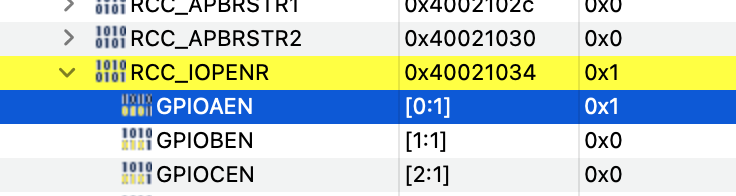 RCC_APBRSTR1 0x4002102c 0x0
RCC_APBRSTR2 0x40021030 0x0
RCC_IOPENR 0x40021034 0x1
GPIOAEN [0:1] 0x1
GPIOBEN [1:1] 0x0
GPIOCEN [2:1] 0x0